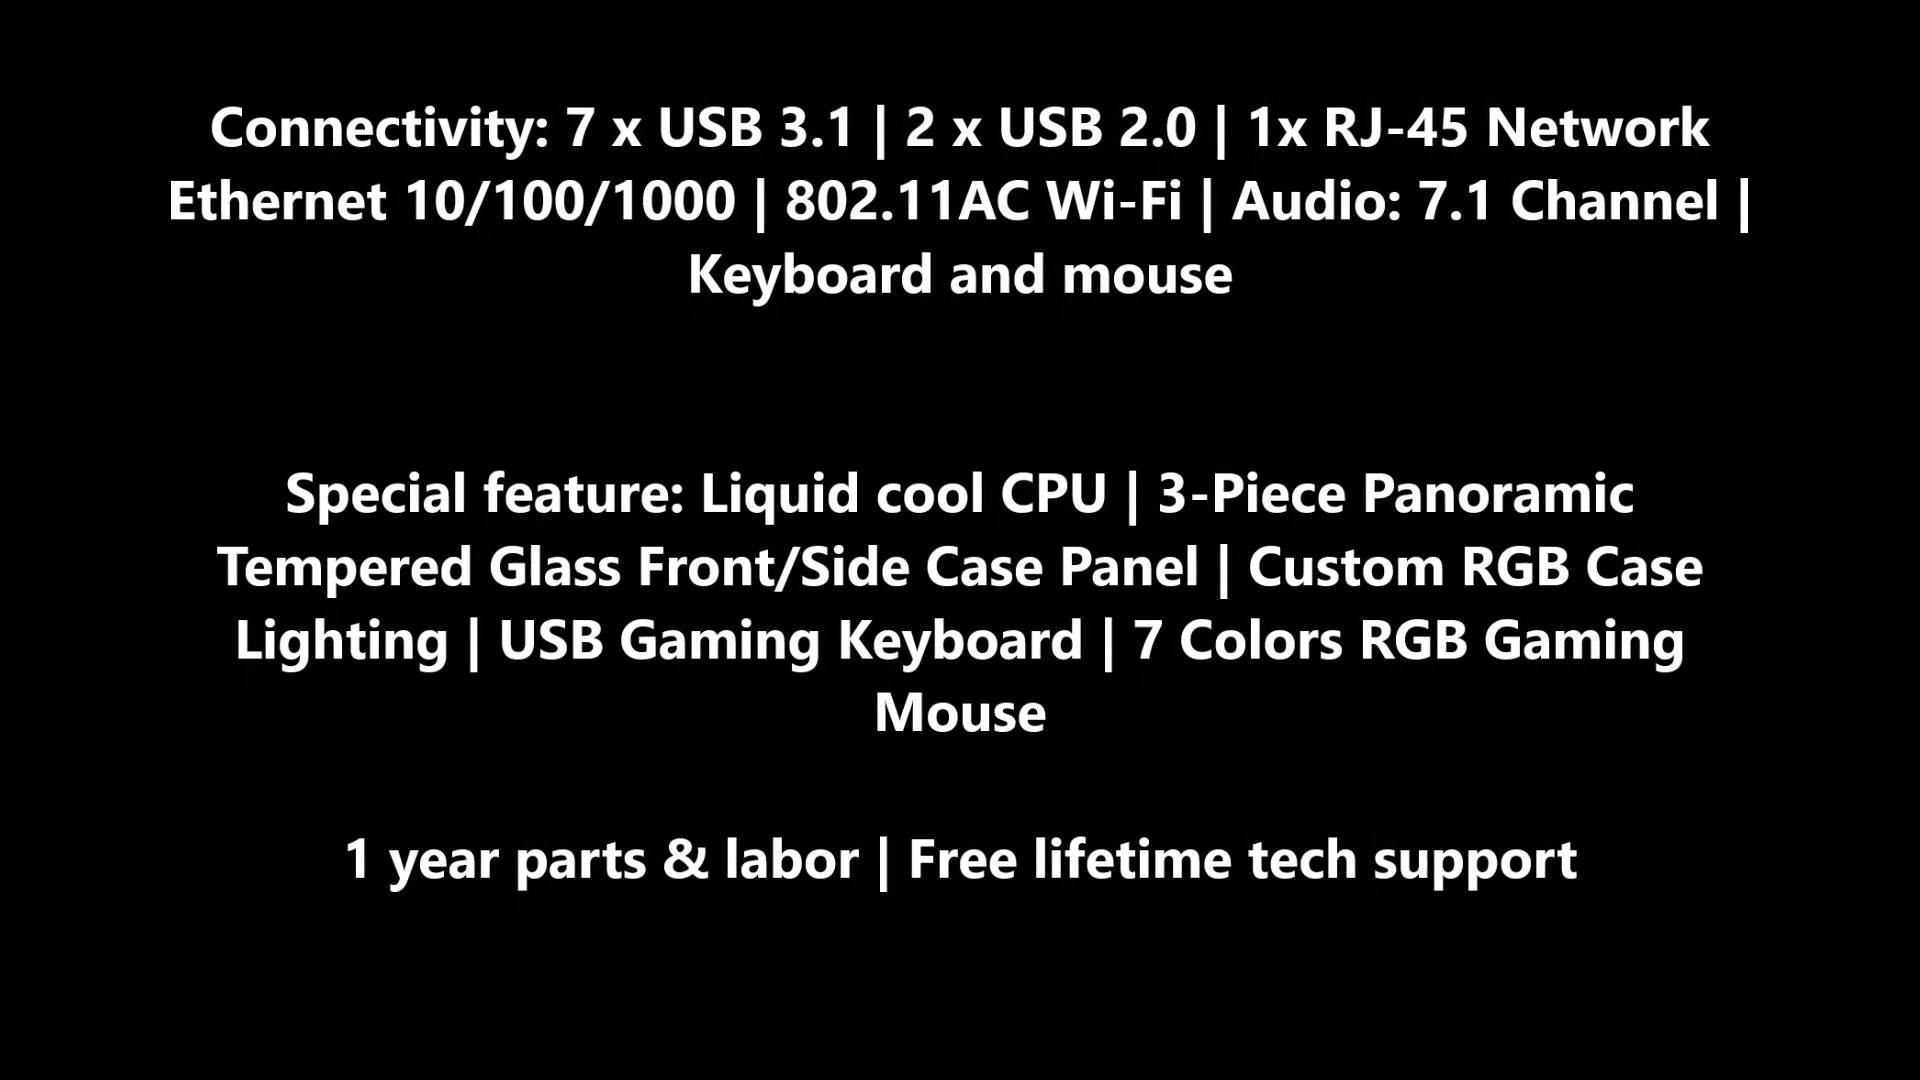 Connectivity: 7 x USB 3.1 | 2 x USB 2.0 | 1x RJ-45 Network
Ethernet 10/100/1000 | 802.11AC Wi-Fi | Audio: 7.1 Channel |
Keyboard and mouse
Special feature: Liquid cool CPU | 3-Piece Panoramic
Tempered Glass Front/Side Case Panel | Custom RGB Case
Lighting | USB Gaming Keyboard | 7 Colors RGB Gaming
Mouse
1 year parts & labor | Free lifetime tech support